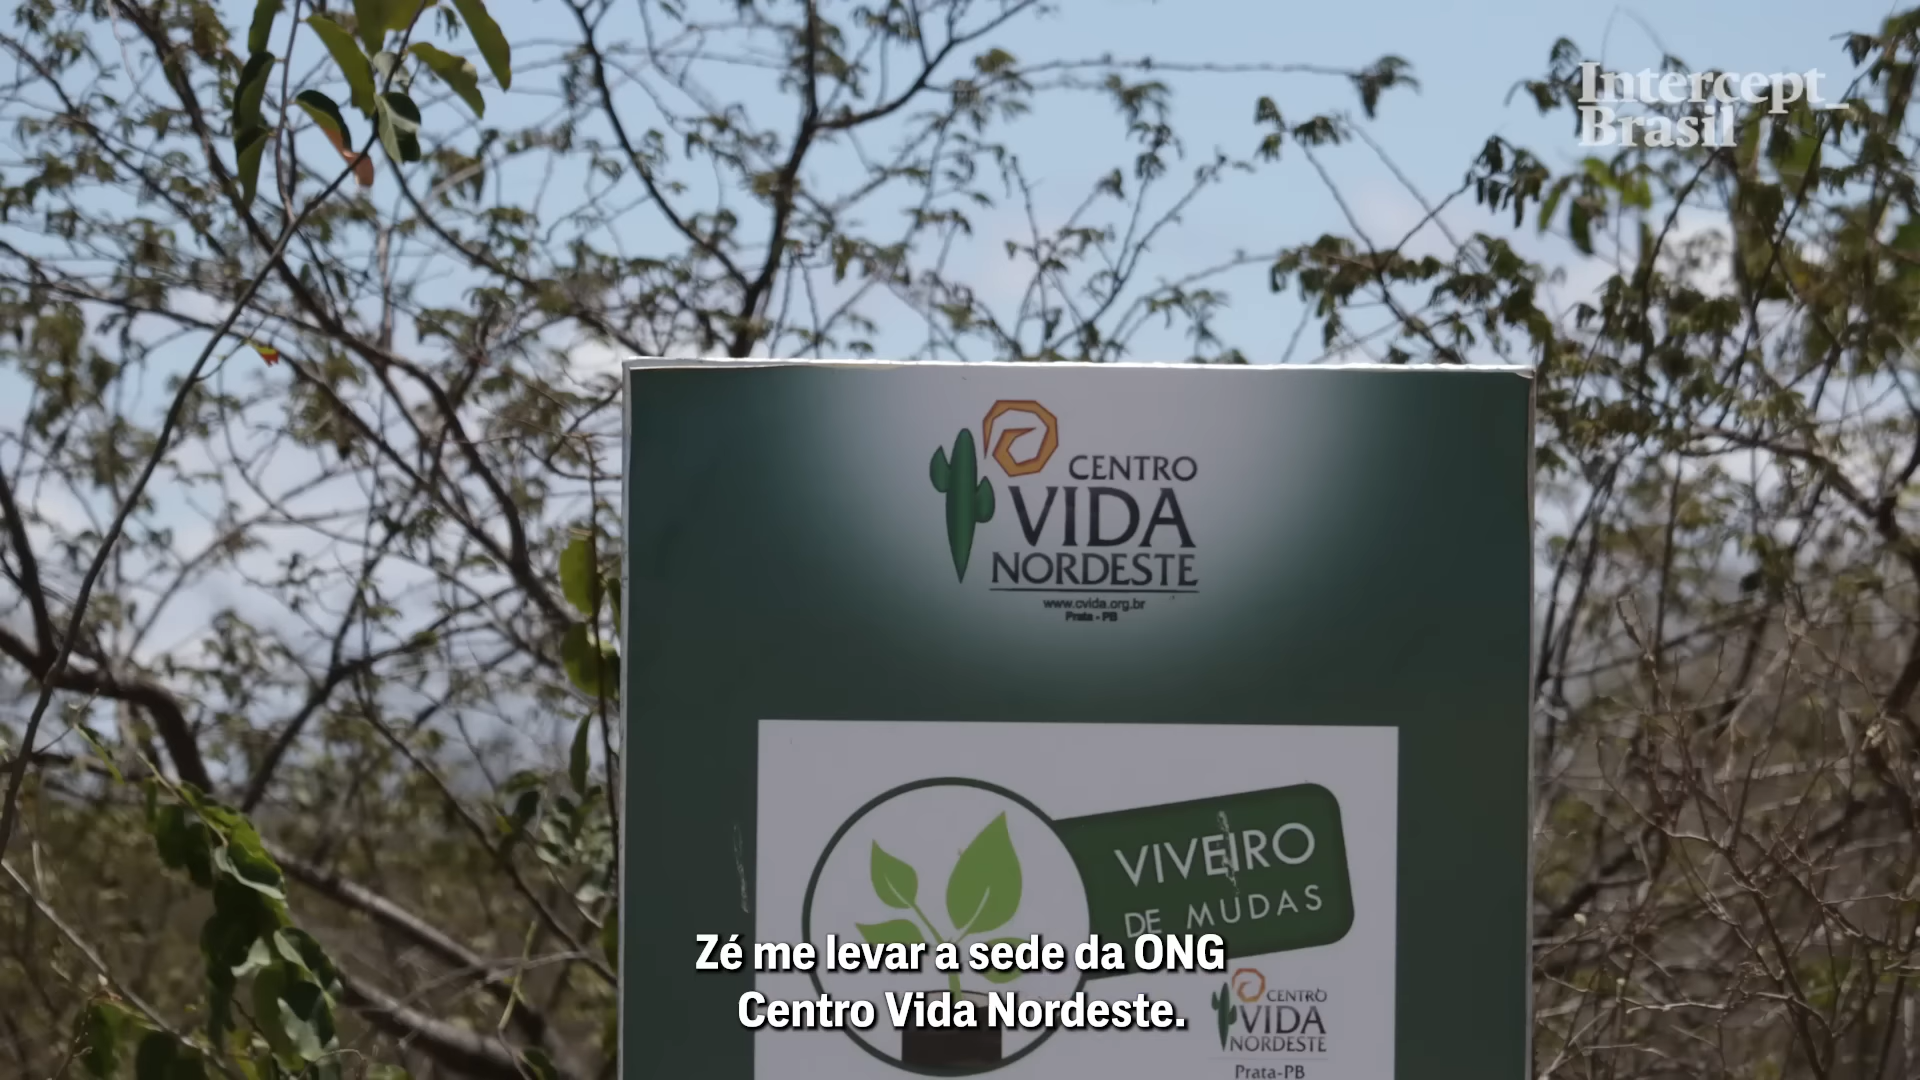 Intercept_
Brasil
CENTRO
VIDA
NORDESTE
www.cvida.org.br
Prata - PB
VIVEIRO
DE MUDAS
Zé me levar a sede da ONG
Centro Vida Nordeste.
CENTRO
VIDA
NORDESTE
Prata-PB